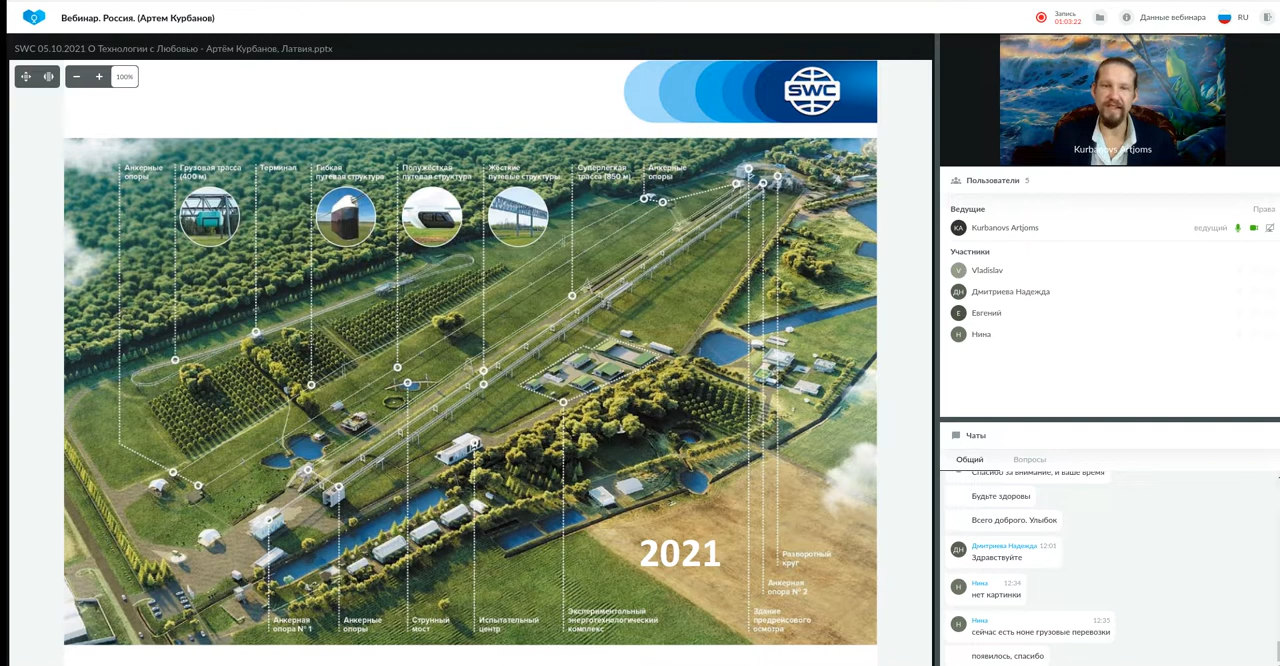 Вебинар. Россия. (Артем Курбанов)
Запись
01:03:22
Данные вебинара
RU
SWC 05.10.2021 О Технологии с Любовью - Артём Курбанов, Латвия.pptx
100%
SWC
Анкерные
опоры
Грузовая трасса
(400 м)
Терминал
Гибкая
путевая структура
Полужёсткая
путевая структура
Жёсткие
путевые структуры
Суперлёгкая
трасса (850 м)
Анкерные
опоры
2021
Разворотный
круг
Анкерная
опора № 2
Анкерная
опора № 1
Анкерные
опоры
Струнный
мост
Испытательный
центр
Экспериментальный
энерготехнологический
комплекс
Здание
предрейсового
осмотра
Kurbanovs Artjoms
Пользователи 5
Ведущие
Права
KA
Kurbanovs Artjoms
ведущий
Участники
V
Vladislav
ДН
Дмитриева Надежда
Е
Евгений
Н
Нина
Чаты
Общий
Вопросы
Спасибо за внимание, и ваше время
Будьте здоровы
Всего доброго. Улыбок
ДН
Дмитриева Надежда 12:01
Здравствуйте
Н
Нина 12:34
нет картинки
Н
Нина 12:35
сейчас есть ноне грузовые перевозки
появилось, спасибо